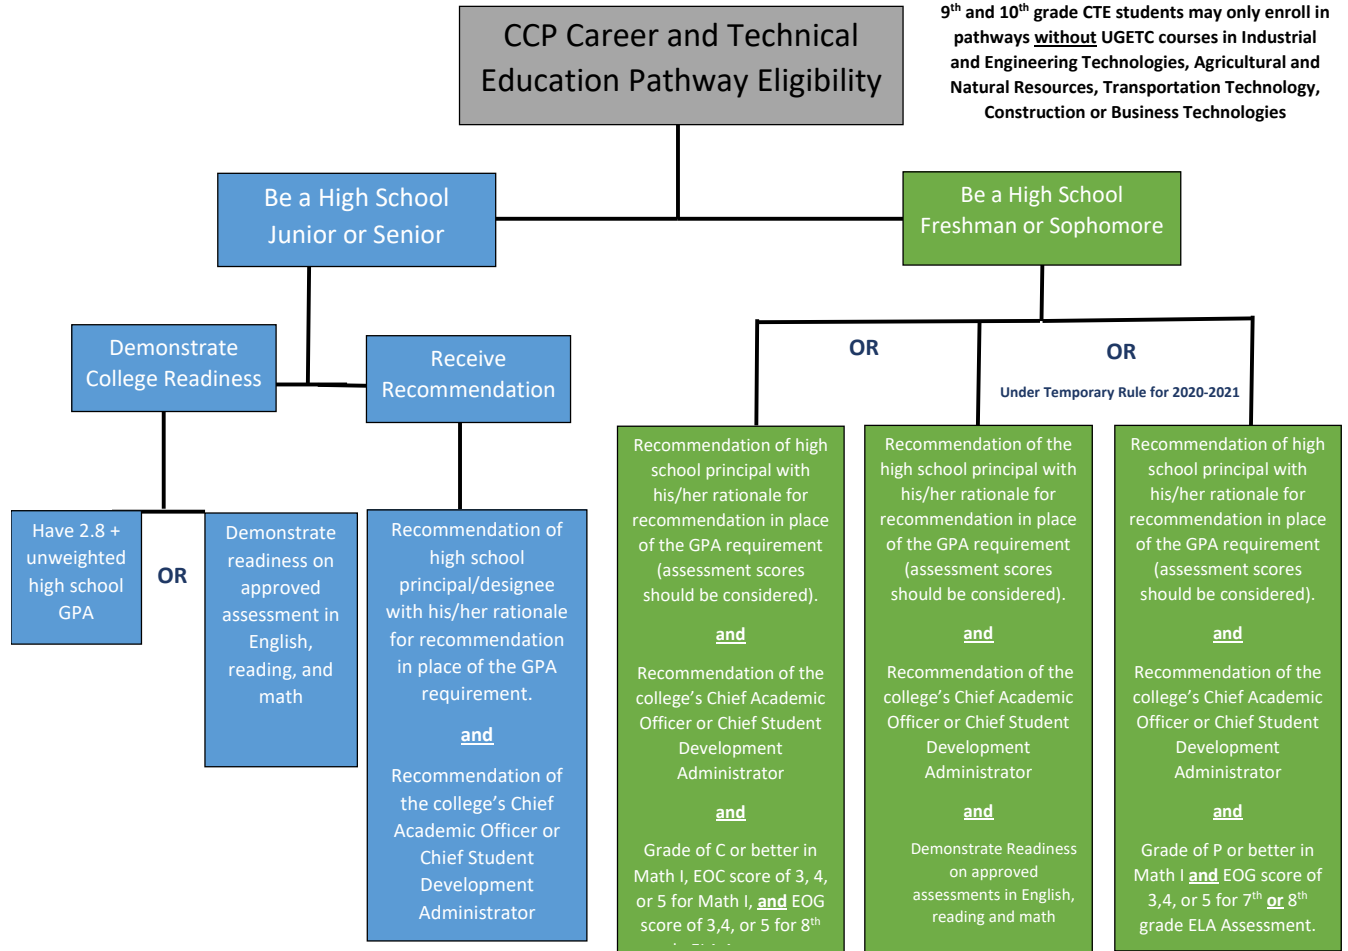 CCP Career and Technical
Education Pathway Eligibility
9th and 10th grade CTE students may only enroll in
pathways without UGETC courses in Industrial
and Engineering Technologies, Agricultural and
Natural Resources, Transportation Technology,
Construction or Business Technologies
Be a High School
Junior or Senior
Be a High School
Freshman or Sophomore
Demonstrate
College Readiness
Receive
Recommendation
OR
OR
Under Temporary Rule for 2020-2021
Have 2.8 +
unweighted
high school
GPA
OR
Demonstrate
readiness on
approved
assessment in
English,
reading, and
math
Recommendation of
high school
principal/designee
with his/her rationale
for recommendation
in place of the GPA
requirement.
and
Recommendation of
the college’s Chief
Academic Officer or
Chief Student
Development
Administrator
Recommendation of high
school principal with
his/her rationale for
recommendation in place
of the GPA requirement
(assessment scores
should be considered).
and
Recommendation of the
college’s Chief Academic
Officer or Chief Student
Development
Administrator
and
Grade of C or better in
Math I, EOC score of 3, 4,
or 5 for Math I, and EOG
score of 3,4, or 5 for 8th
Recommendation of the
high school principal with
his/her rationale for
recommendation in place
of the GPA requirement
(assessment scores
should be considered).
and
Recommendation of the
college’s Chief Academic
Officer or Chief Student
Development
Administrator
and
Demonstrate Readiness
on approved
assessments in English,
reading and math
Recommendation of high
school principal with
his/her rationale for
recommendation in place
of the GPA requirement
(assessment scores
should be considered).
and
Recommendation of the
college’s Chief Academic
Officer or Chief Student
Development
Administrator
and
Grade of P or better in
Math I and EOG score of
3,4, or 5 for 7th or 8th
grade ELA Assessment.